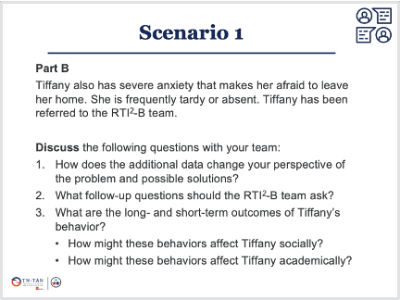 Scenario 1
Part B
Tiffany also has severe anxiety that makes her afraid to leave
her home. She is frequently tardy or absent. Tiffany has been
referred to the RTI²-B team.
Discuss the following questions with your team:
1. How does the additional data change your perspective of
the problem and possible solutions?
2. What follow-up questions should the RTI²-B team ask?
3. What are the long- and short-term outcomes of Tiffany's
behavior?
• How might these behaviors affect Tiffany socially?
• How might these behaviors affect Tiffany academically?
TN-TAN